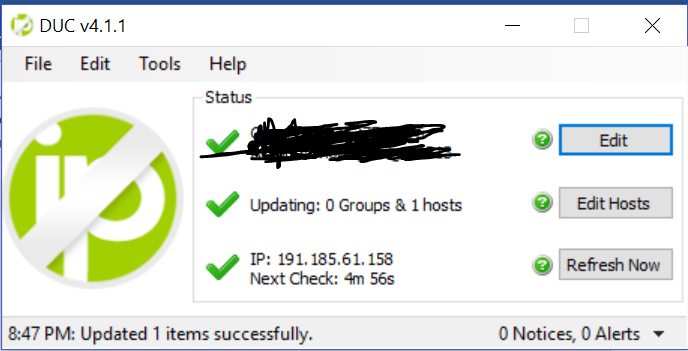 DUC v4.1.1
File Edit Tools Help
Status
Edit
Updating: 0 Groups & 1 hosts
Edit Hosts
IP: 191.185.61.158
Next Check: 4m 56s
Refresh Now
8:47 PM: Updated 1 items successfully.
0 Notices, 0 Alerts
ip